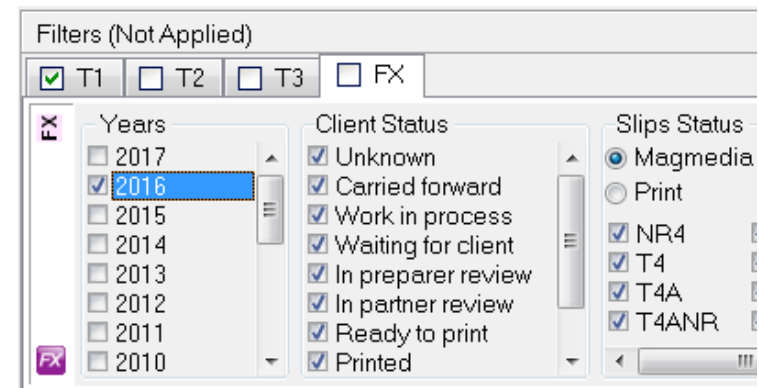 Filters (Not Applied)
T1 T2 T3 FX
FX
Years
2017
2016
2015
2014
2013
2012
2011
2010
FX
Client Status
Unknown
Carried forward
Work in process
Waiting for client
In preparer review
In partner review
Ready to print
Printed
Slips Status
Magmedia
Print
NR4
T4
T4A
T4ANR